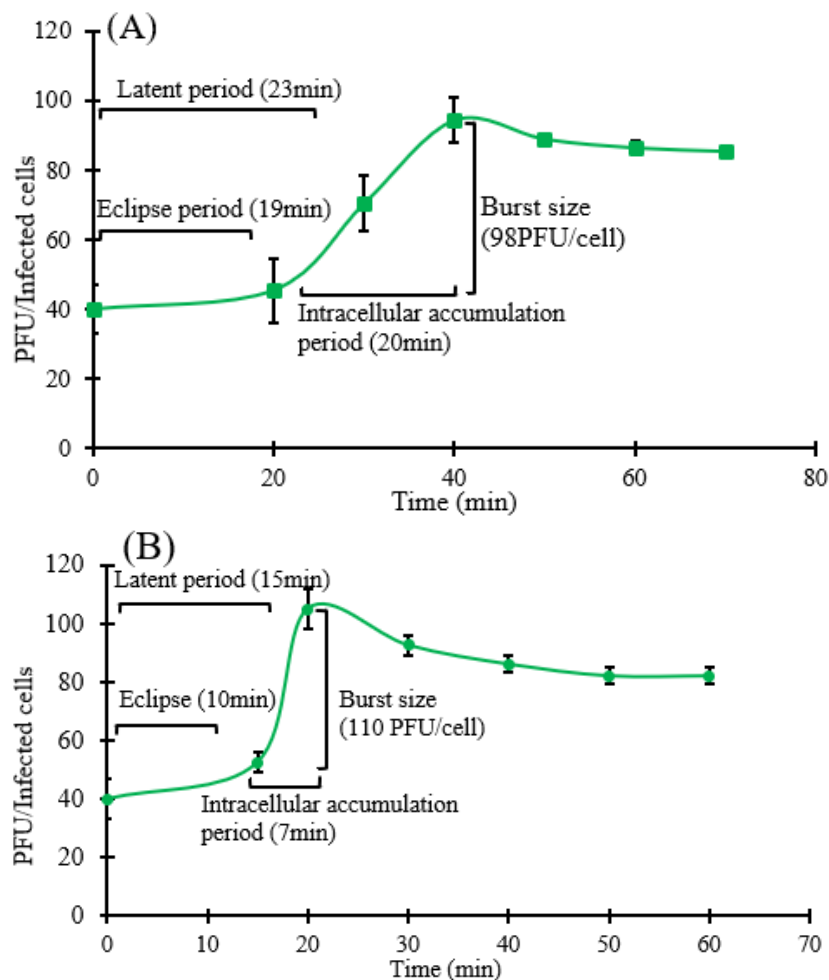 (A)
120
100
80
60
40
20
0
PFU/Infected cells
Latent period (23min)
Eclipse period (19min)
Burst size
(98PFU/cell)
Intracellular accumulation
period (20min)
0 20 40 60 80
Time (min)
(B)
120
100
80
60
40
20
0
PFU/Infected cells
Latent period (15min)
Eclipse (10min)
Burst size
(110 PFU/cell)
Intracellular accumulation
period (7min)
0 10 20 30 40 50 60 70
Time (min)